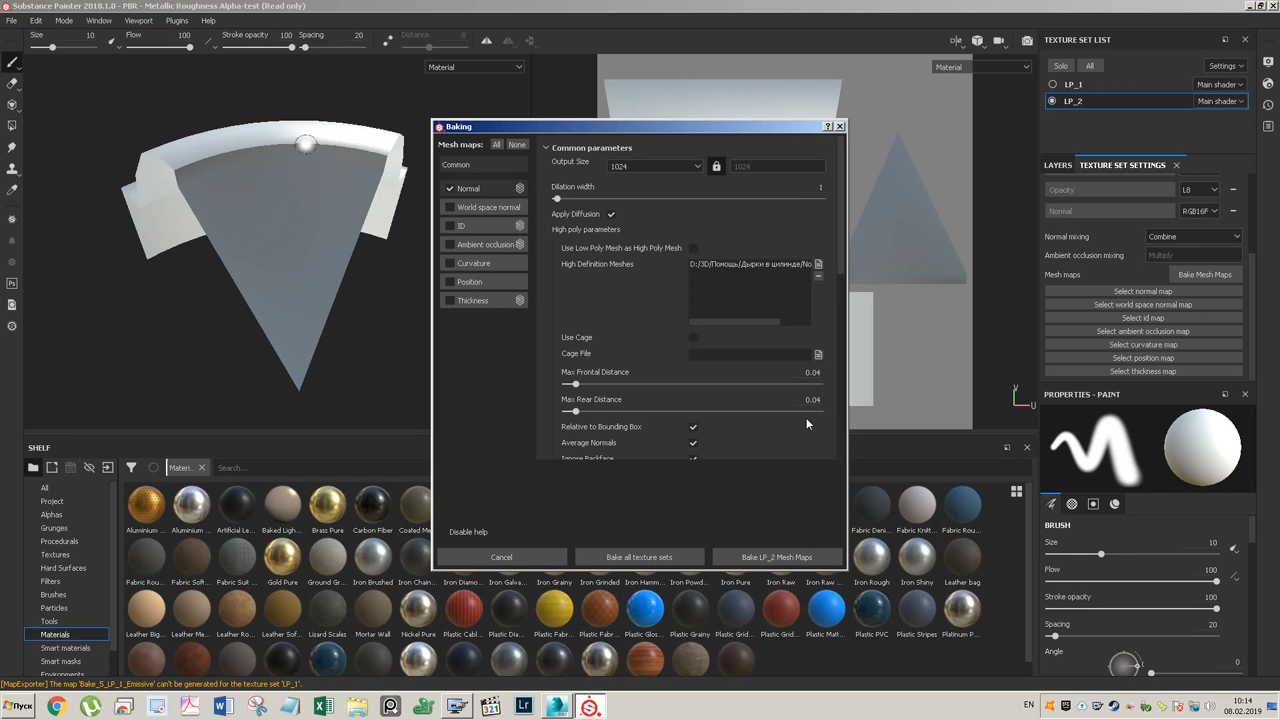 Substance Painter 2018.1.0 - PBR - Metallic Roughness Alpha-test (Read only)
File Edit Mode Window Viewport Plugins Help
Size 10 Flow 100 Stroke opacity 100 Spacing 20 Distance 8
Material
Material
TEXTURE SET LIST
Solo All Settings
LP_1 Main shader
LP_2 Main shader
LAYERS TEXTURE SET SETTINGS
Opacity L8
Normal RGB16F
Normal mixing Combine
Ambient occlusion mixing Multiply
Mesh maps Bake Mesh Maps
Select normal map
Select world space normal map
Select id map
Select ambient occlusion map
Select curvature map
Select position map
Select thickness map
PROPERTIES - PAINT
BRUSH
Size 10
Flow 100
Stroke opacity 100
Spacing 20
Angle 0
V
U
Baking
Mesh maps: All None
Common
Normal
World space normal
ID
Ambient occlusion
Curvature
Position
Thickness
Common parameters
Output Size 1024 1024
Dilation width 1
Apply Diffusion
High poly parameters
Use Low Poly Mesh as High Poly Mesh
High Definition Meshes D:/3D/Помощь/Дырки в цилинде/No
Use Cage
Cage File
Max Frontal Distance 0.04
Max Rear Distance 0.04
Relative to Bounding Box
Average Normals
Ignore Backface
Disable help
Cancel Bake all texture sets Bake LP_2 Mesh Maps
SHELF
Materi... Search...
All
Project
Alphas
Grunges
Procedurals
Textures
Hard Surfaces
Filters
Brushes
Particles
Tools
Materials
Smart materials
Smart masks
Environments
Aluminium ... Aluminium ... Artificial Le... Baked Ligh... Brass Pure Carbon Fiber Coated Me... Fabric Deni... Fabric Knitt... Fabric Rou...
Fabric Rou... Fabric Soft... Fabric Suit ... Gold Pure Ground Gr... Iron Brushed Iron Chain... Iron Diamo... Iron Galva... Iron Grainy Iron Grinded Iron Hamm... Iron Powd... Iron Pure Iron Raw Iron Raw ... Iron Rough Iron Shiny Leather bag
Leather Big... Leather Me... Leather Ro... Leather Sof... Lizard Scales Mortar Wall Nickel Pure Plastic Cabl... Plastic Dia... Plastic Fabr... Plastic Fabr... Plastic Glos... Plastic Grainy Plastic Grid... Plastic Grid... Plastic Matt... Plastic PVC Plastic Stripes Platinum P...
[MapExporter] The map 'Bake_5_LP_1_Emissive' can't be generated for the texture set 'LP_1'.
Пуск
EN
10:14
08.02.2019